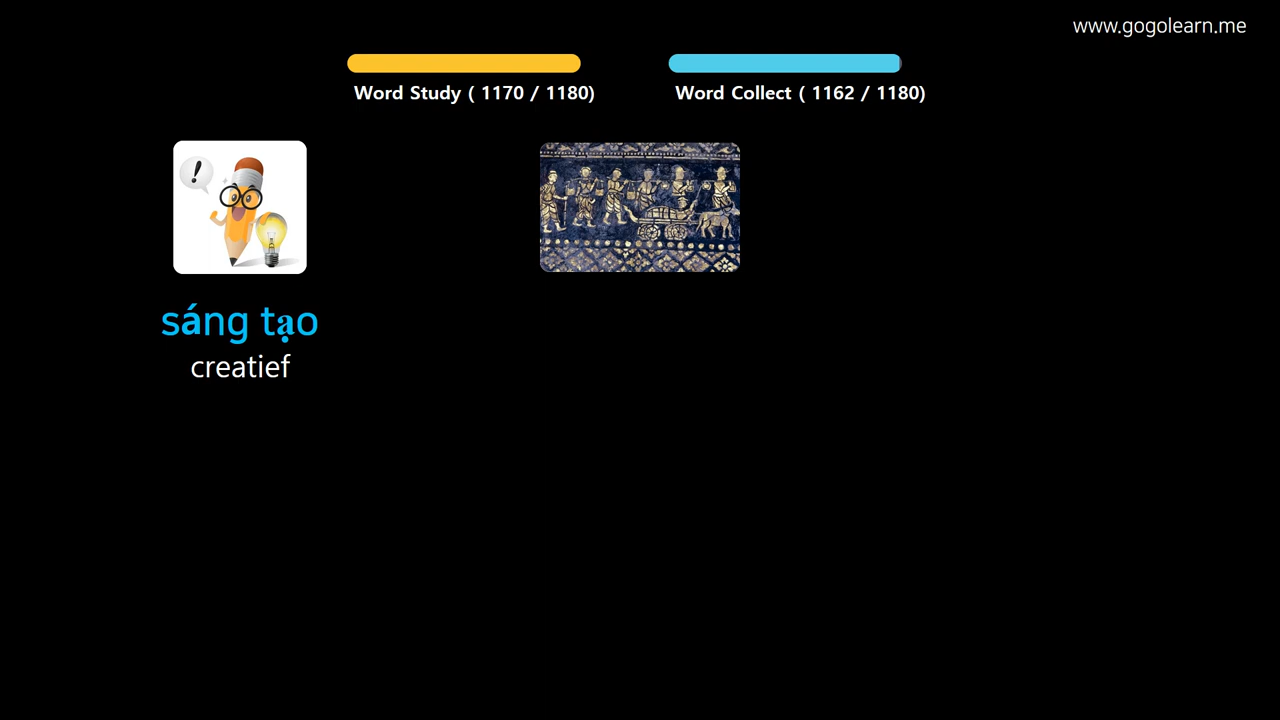 www.gogolearn.me
Word Study ( 1170 / 1180)
Word Collect ( 1162 / 1180)
!
sáng tạo
creatief